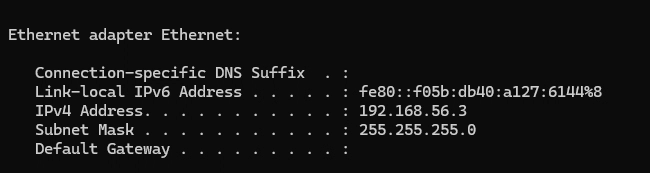 Ethernet adapter Ethernet:
Connection-specific DNS Suffix  . :
Link-local IPv6 Address . . . . . : fe80::f05b:db40:a127:6144%8
IPv4 Address. . . . . . . . . . . : 192.168.56.3
Subnet Mask . . . . . . . . . . . : 255.255.255.0
Default Gateway . . . . . . . . . :